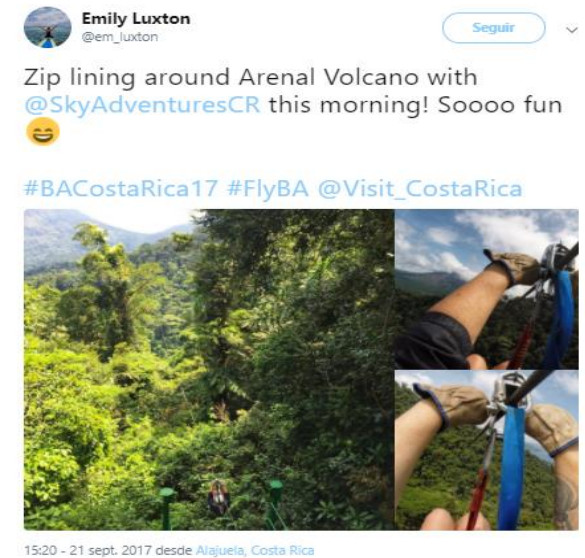 Emily Luxton
@em_luxton
Seguir
Zip lining around Arenal Volcano with
@SkyAdventuresCR this morning! Soooo fun
#BACostaRica17 #FlyBA @Visit_CostaRica
15:20 - 21 sept. 2017 desde Alajuela, Costa Rica